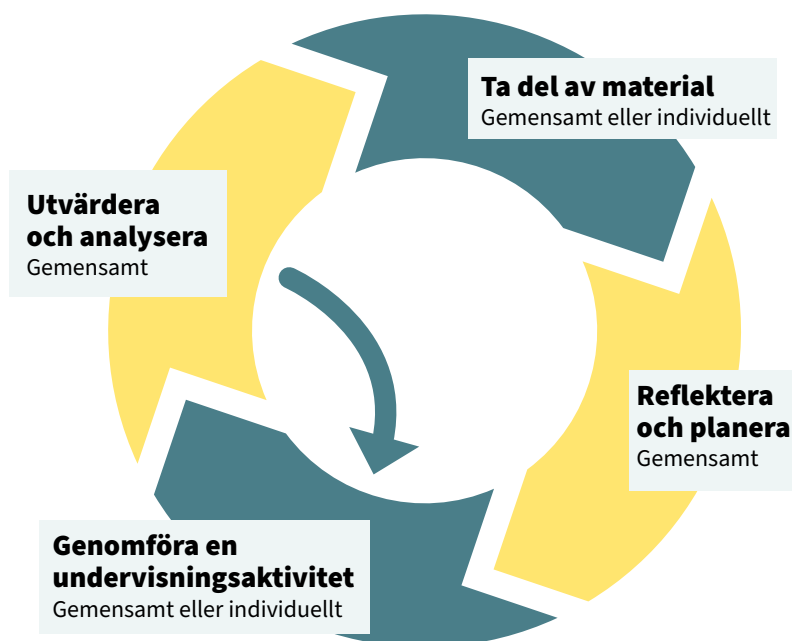 Ta del av material
Gemensamt eller individuellt
Reflektera
och planera
Gemensamt
Genomföra en
undervisningsaktivitet
Gemensamt eller individuellt
Utvärdera
och analysera
Gemensamt